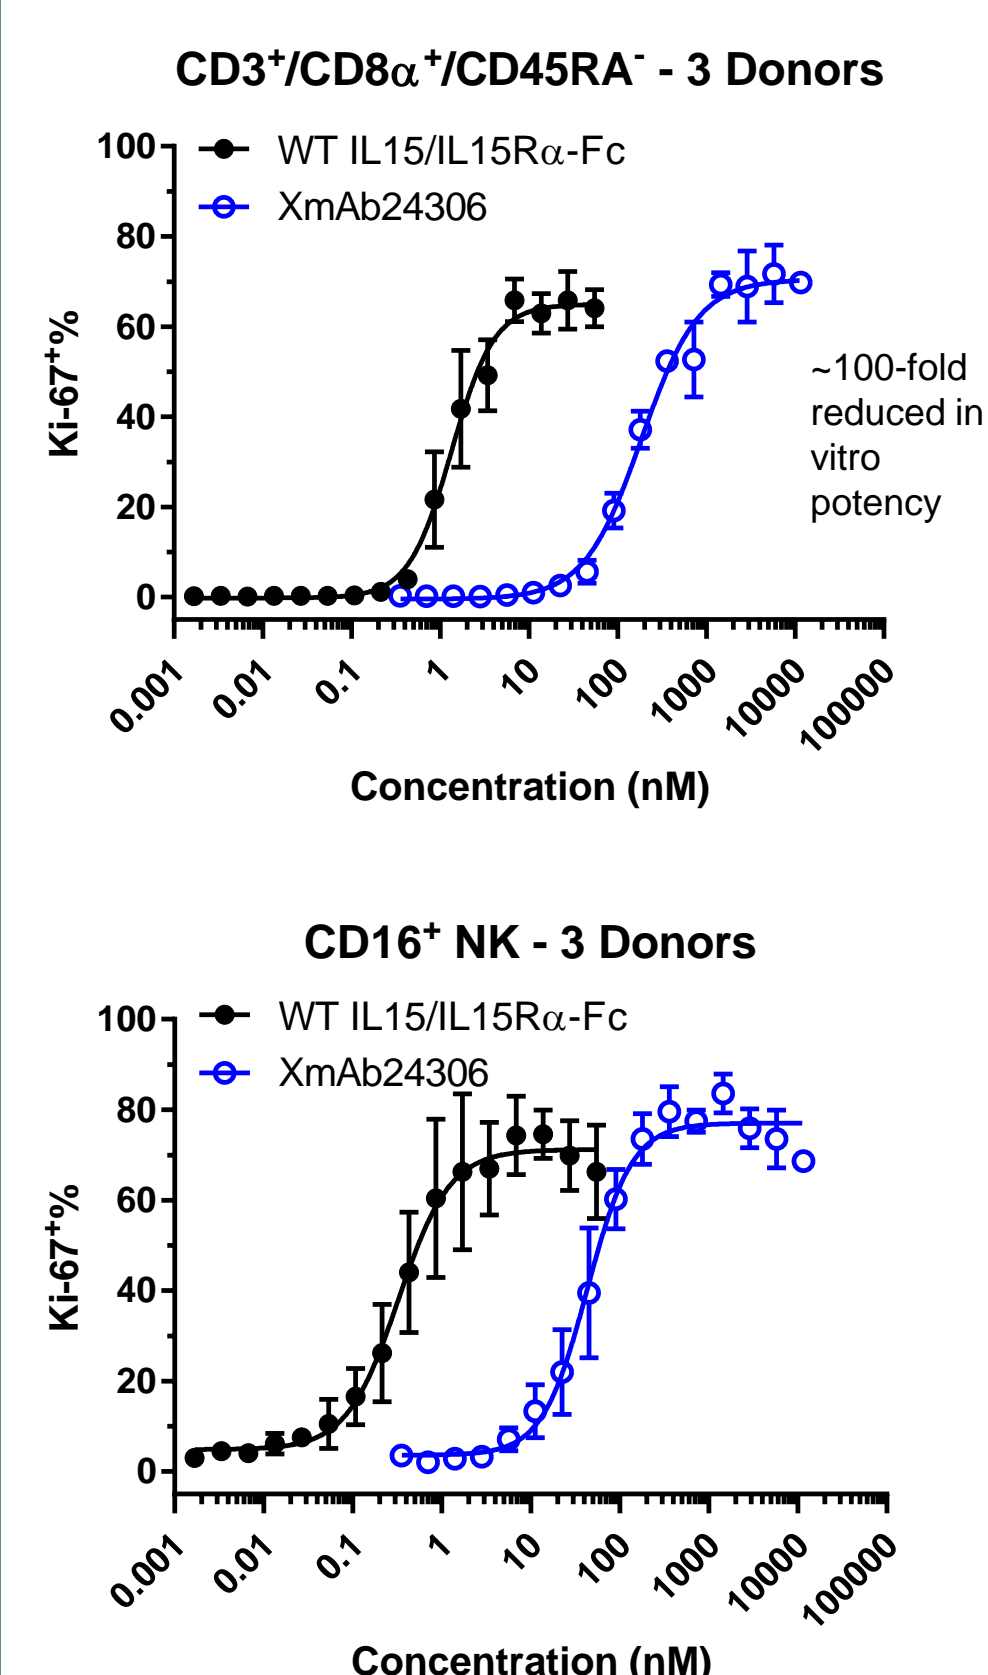 CD3⁺/CD8α⁺/CD45RA⁻ - 3 Donors
WT IL15/IL15Rα-Fc
XmAb24306
100
80
60
40
20
0
Ki-67⁺%
~100-fold
reduced in
vitro
potency
0.001 0.01 0.1 1 10 100 1000 10000 100000
Concentration (nM)
CD16⁺ NK - 3 Donors
WT IL15/IL15Rα-Fc
XmAb24306
100
80
60
40
20
0
Ki-67⁺%
0.001 0.01 0.1 1 10 100 1000 10000 100000
Concentration (nM)